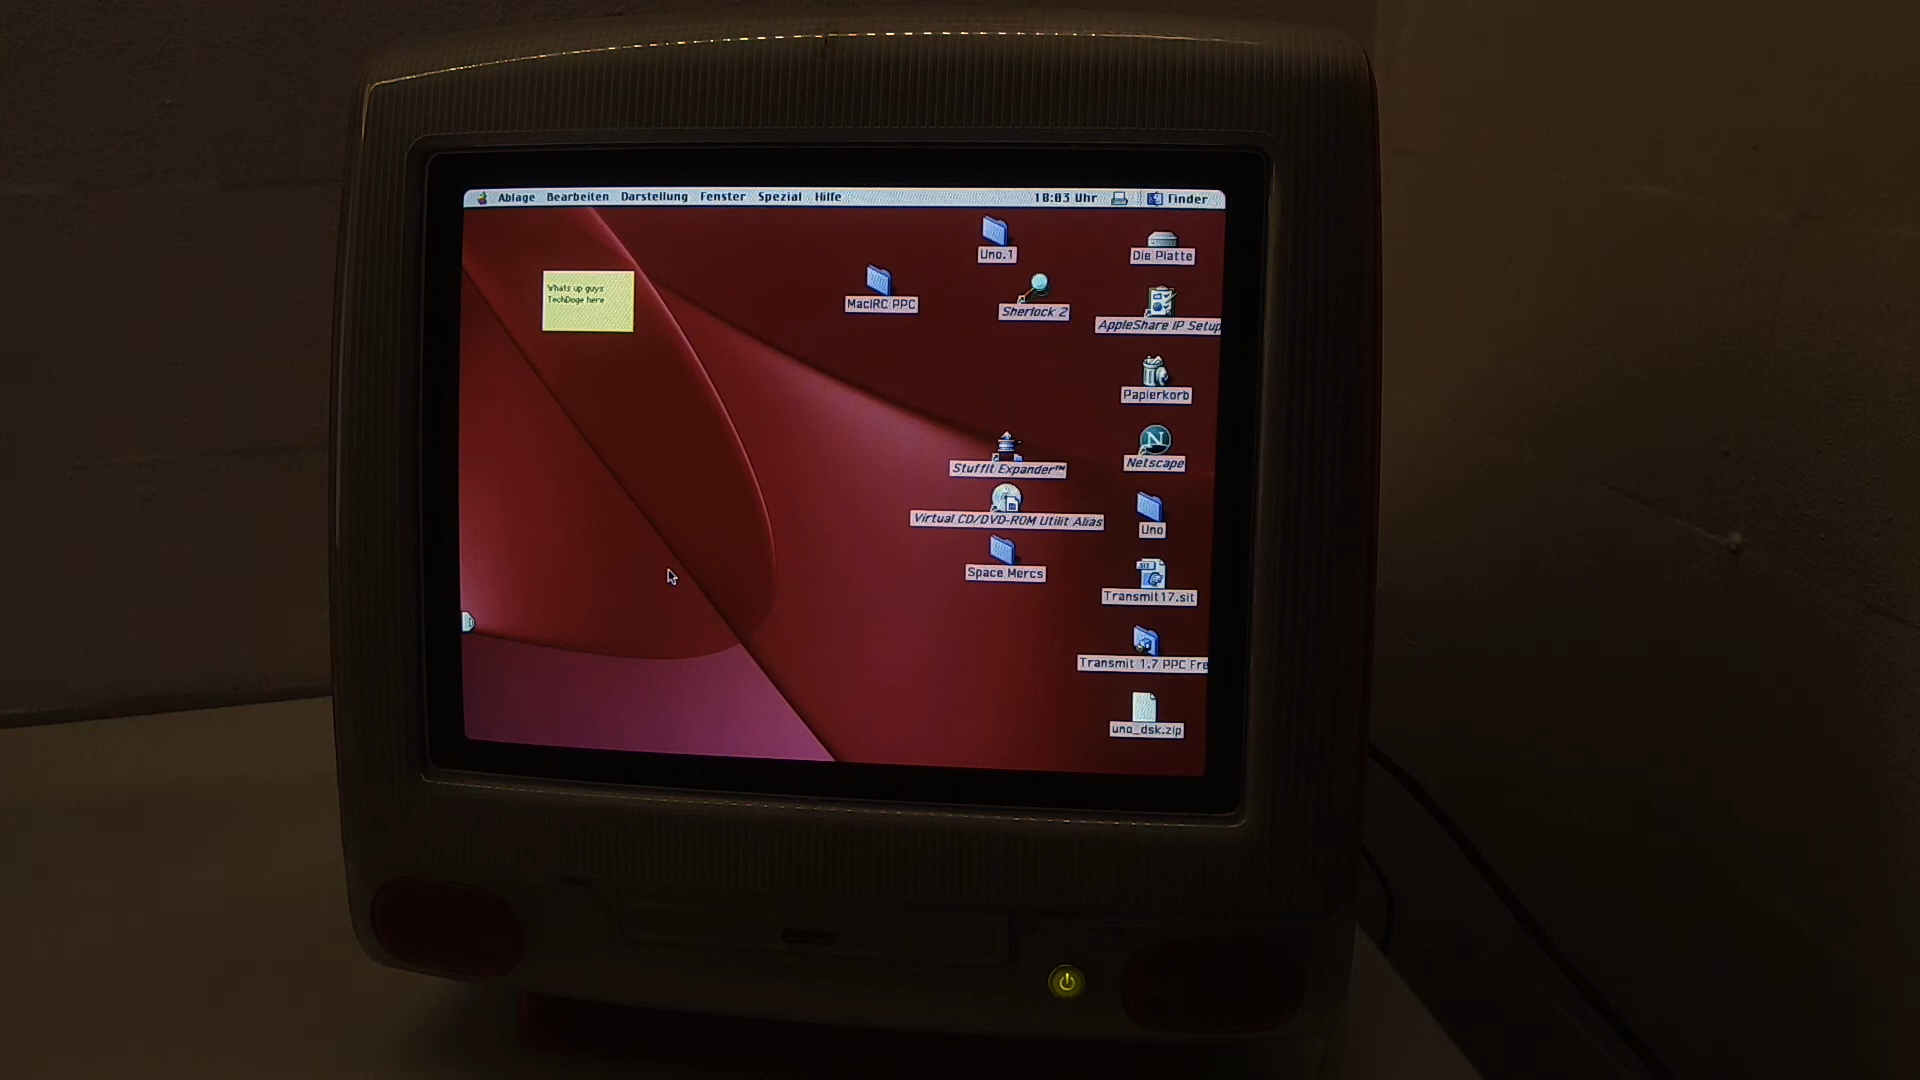 Ablage Bearbeiten Darstellung Fenster Spezial Hilfe 18:03 Uhr Finder
Uno.1
Die Platte
Whats up guys
TechDoge here
MacIRC PPC
Sherlock 2
AppleShare IP Setup
Papierkorb
Netscape
StuffIt Expander™
Virtual CD/DVD-ROM Utilit Alias
Uno
Space Mercs
Transmit17.sit
Transmit 1.7 PPC Fre
uno_dsk.zip